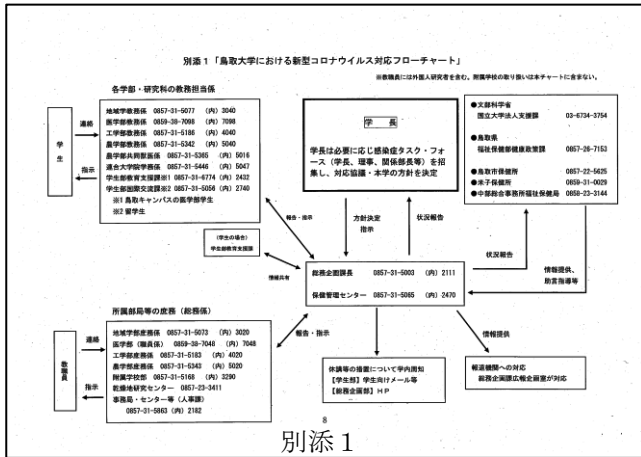 別添1「鳥取大学における新型コロナウイルス対応フローチャート」
※教職員には外国人研究者を含む。附属学校の取り扱いは本チャートに含まない。
各学部・研究科の教務担当係
学生
連絡
指示
地域学教務係 0857-31-5077 (内) 3040
医学部教務係 0859-38-7098 (内) 7098
工学部教務係 0857-31-5186 (内) 4040
農学部教務係 0857-31-5342 (内) 5040
農学部共同獣医係 0857-31-5365 (内) 5016
連合大学院学務係 0857-31-5446 (内) 5047
学生部教育支援課※1 0857-31-6774 (内) 2432
学生部国際交流課※2 0857-31-5056 (内) 2740
※1 鳥取キャンパスの医学部学生
※2 留学生
学長
学長は必要に応じ感染症タスク・フォ
ース(学長、理事、関係部長等)を招
集し、対応協議・本学の方針を決定
●文部科学省
国立大学法人支援課 03-6734-3754
●鳥取県
福祉保健部健康政策課 0857-26-7153
●鳥取市保健所 0857-22-5625
●米子保健所 0859-31-0029
●中部総合事務所福祉保健局 0858-23-3144
報告・指示
方針決定
指示
状況報告
(学生の場合)
学生部教育支援課
情報共有
総務企画課長 0857-31-5003 (内) 2111
保健管理センター 0857-31-5065 (内) 2470
状況報告
情報提供、
助言指導等
所属部局等の庶務(総務係)
教職員
連絡
指示
地域学部庶務係 0857-31-5073 (内) 3020
医学部(職員係) 0859-38-7048 (内) 7048
工学部庶務係 0857-31-5183 (内) 4020
農学部庶務係 0857-31-5343 (内) 5020
附属学校部 0857-31-5168 (内) 3290
乾燥地研究センター 0857-23-3411
事務局・センター等(人事課)
0857-31-5863 (内) 2182
報告・指示
情報提供
休講等の措置について学内周知
【学生部】学生向けメール等
【総務企画部】HP
報道機関への対応
総務企画課広報企画室が対応
8
別添1